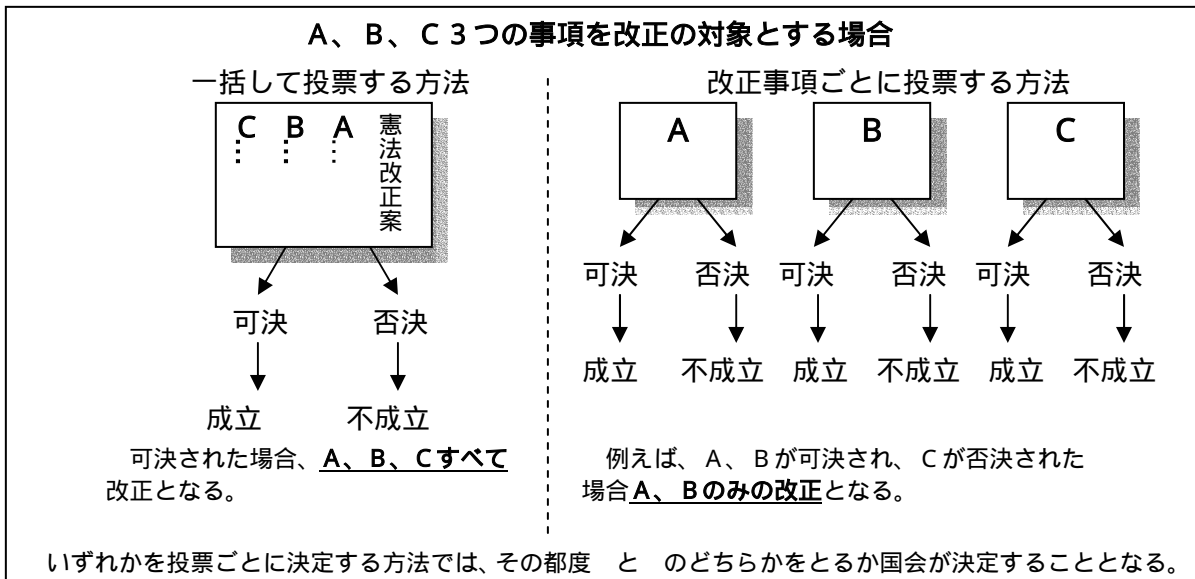 A、B、C3つの事項を改正の対象とする場合
一括して投票する方法
憲法改正案
A…
B…
C…
可決 否決
成立 不成立
可決された場合、A、B、Cすべて
改正となる。
改正事項ごとに投票する方法
A B C
可決 否決 可決 否決 可決 否決
成立 不成立 成立 不成立 成立 不成立
例えば、A、Bが可決され、Cが否決された
場合A、Bのみの改正となる。
いずれかを投票ごとに決定する方法では、その都度 と のどちらかをとるか国会が決定することとなる。